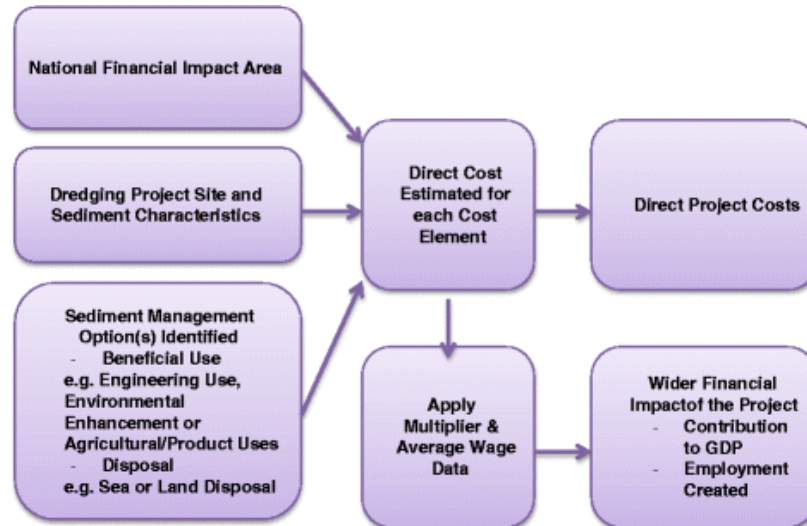 National Financial Impact Area
Dredging Project Site and
Sediment Characteristics
Sediment Management
Option(s) Identified
- Beneficial Use
e.g. Engineering Use,
Environmental
Enhancement or
Agricultural/Product Uses
- Disposal
e.g. Sea or Land Disposal
Direct Cost
Estimated for
each Cost
Element
Direct Project Costs
Apply
Multiplier &
Average Wage
Data
Wider Financial
Impactof the Project
- Contribution
to GDP
- Employment
Created